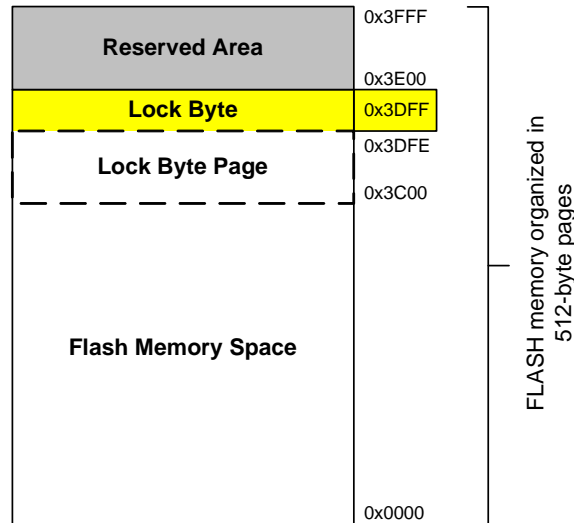 0x3FFF
Reserved Area
0x3E00
Lock Byte
0x3DFF
0x3DFE
Lock Byte Page
0x3C00
Flash Memory Space
0x0000
FLASH memory organized in
512-byte pages